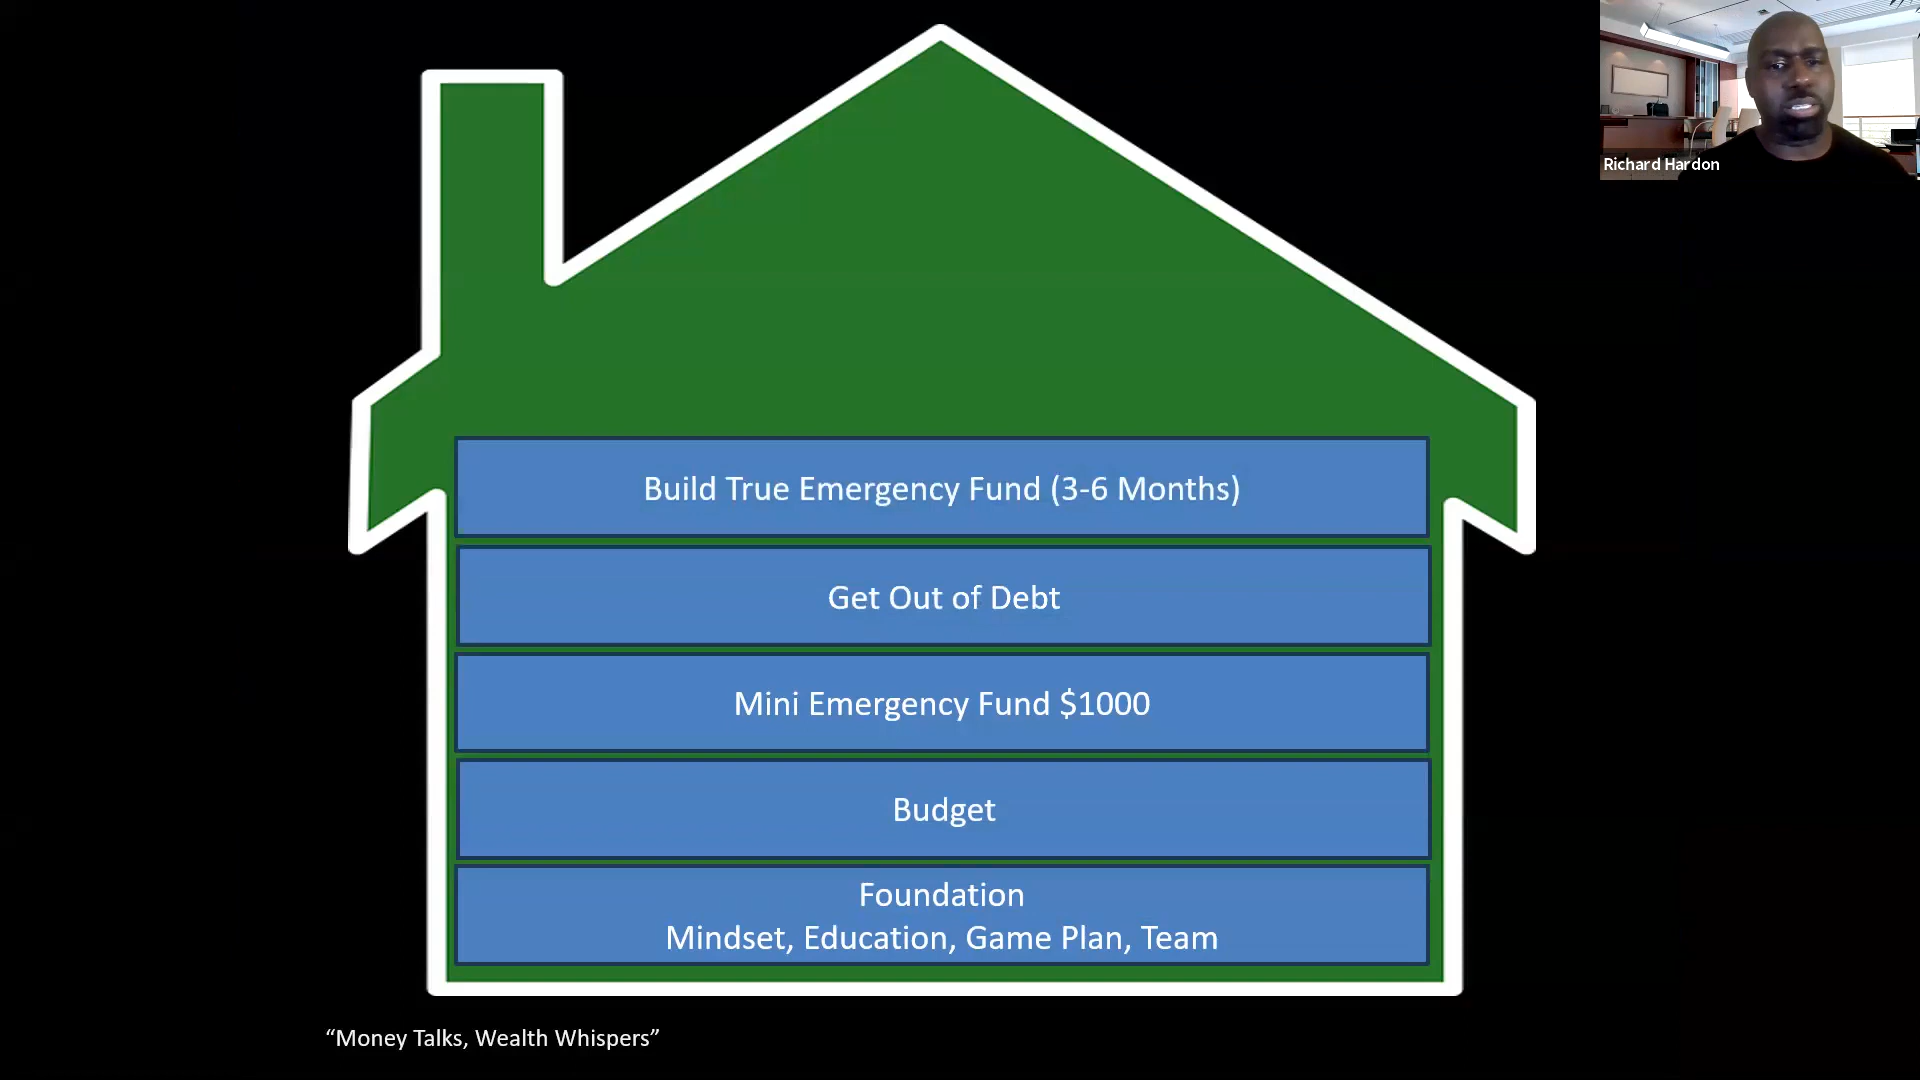 Richard Hardon
Build True Emergency Fund (3-6 Months)
Get Out of Debt
Mini Emergency Fund $1000
Budget
Foundation
Mindset, Education, Game Plan, Team
“Money Talks, Wealth Whispers”